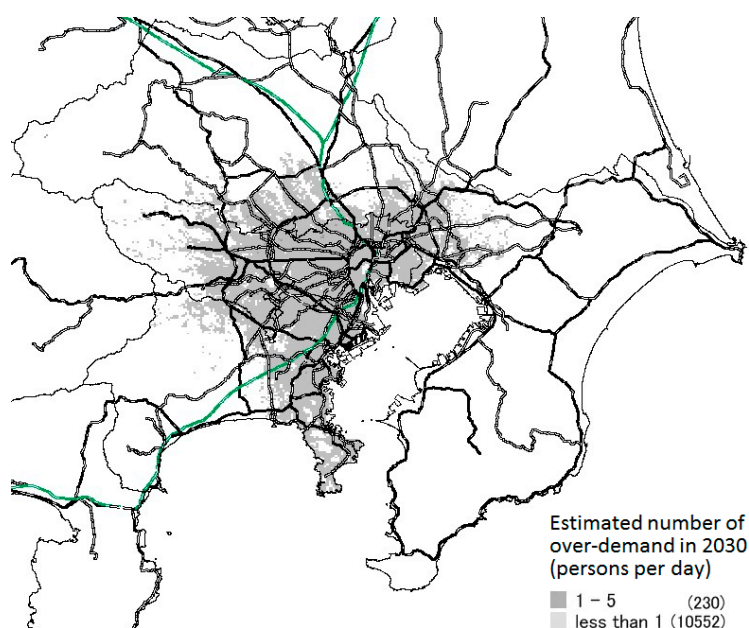 Estimated number of
over-demand in 2030
(persons per day)
1 – 5 (230)
less than 1 (10552)